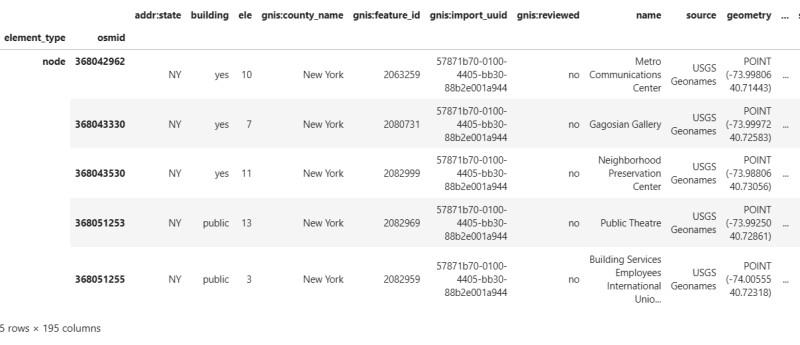 addr:state building ele gnis:county_name gnis:feature_id gnis:import_uuid gnis:reviewed name source geometry ...
element_type osmid
node 368042962 NY yes 10 New York 2063259 57871b70-0100-4405-bb30-88b2e001a944 no Metro Communications Center USGS Geonames POINT (-73.99806 40.71443) ...
368043330 NY yes 7 New York 2080731 57871b70-0100-4405-bb30-88b2e001a944 no Gagosian Gallery USGS Geonames POINT (-73.99972 40.72583) ...
368043530 NY yes 11 New York 2082999 57871b70-0100-4405-bb30-88b2e001a944 no Neighborhood Preservation Center USGS Geonames POINT (-73.98806 40.73056) ...
368051253 NY public 13 New York 2082969 57871b70-0100-4405-bb30-88b2e001a944 no Public Theatre USGS Geonames POINT (-73.99250 40.72861) ...
368051255 NY public 3 New York 2082959 57871b70-0100-4405-bb30-88b2e001a944 no Building Services Employees International Unio... USGS Geonames POINT (-74.00555 40.72318) ...
5 rows × 195 columns